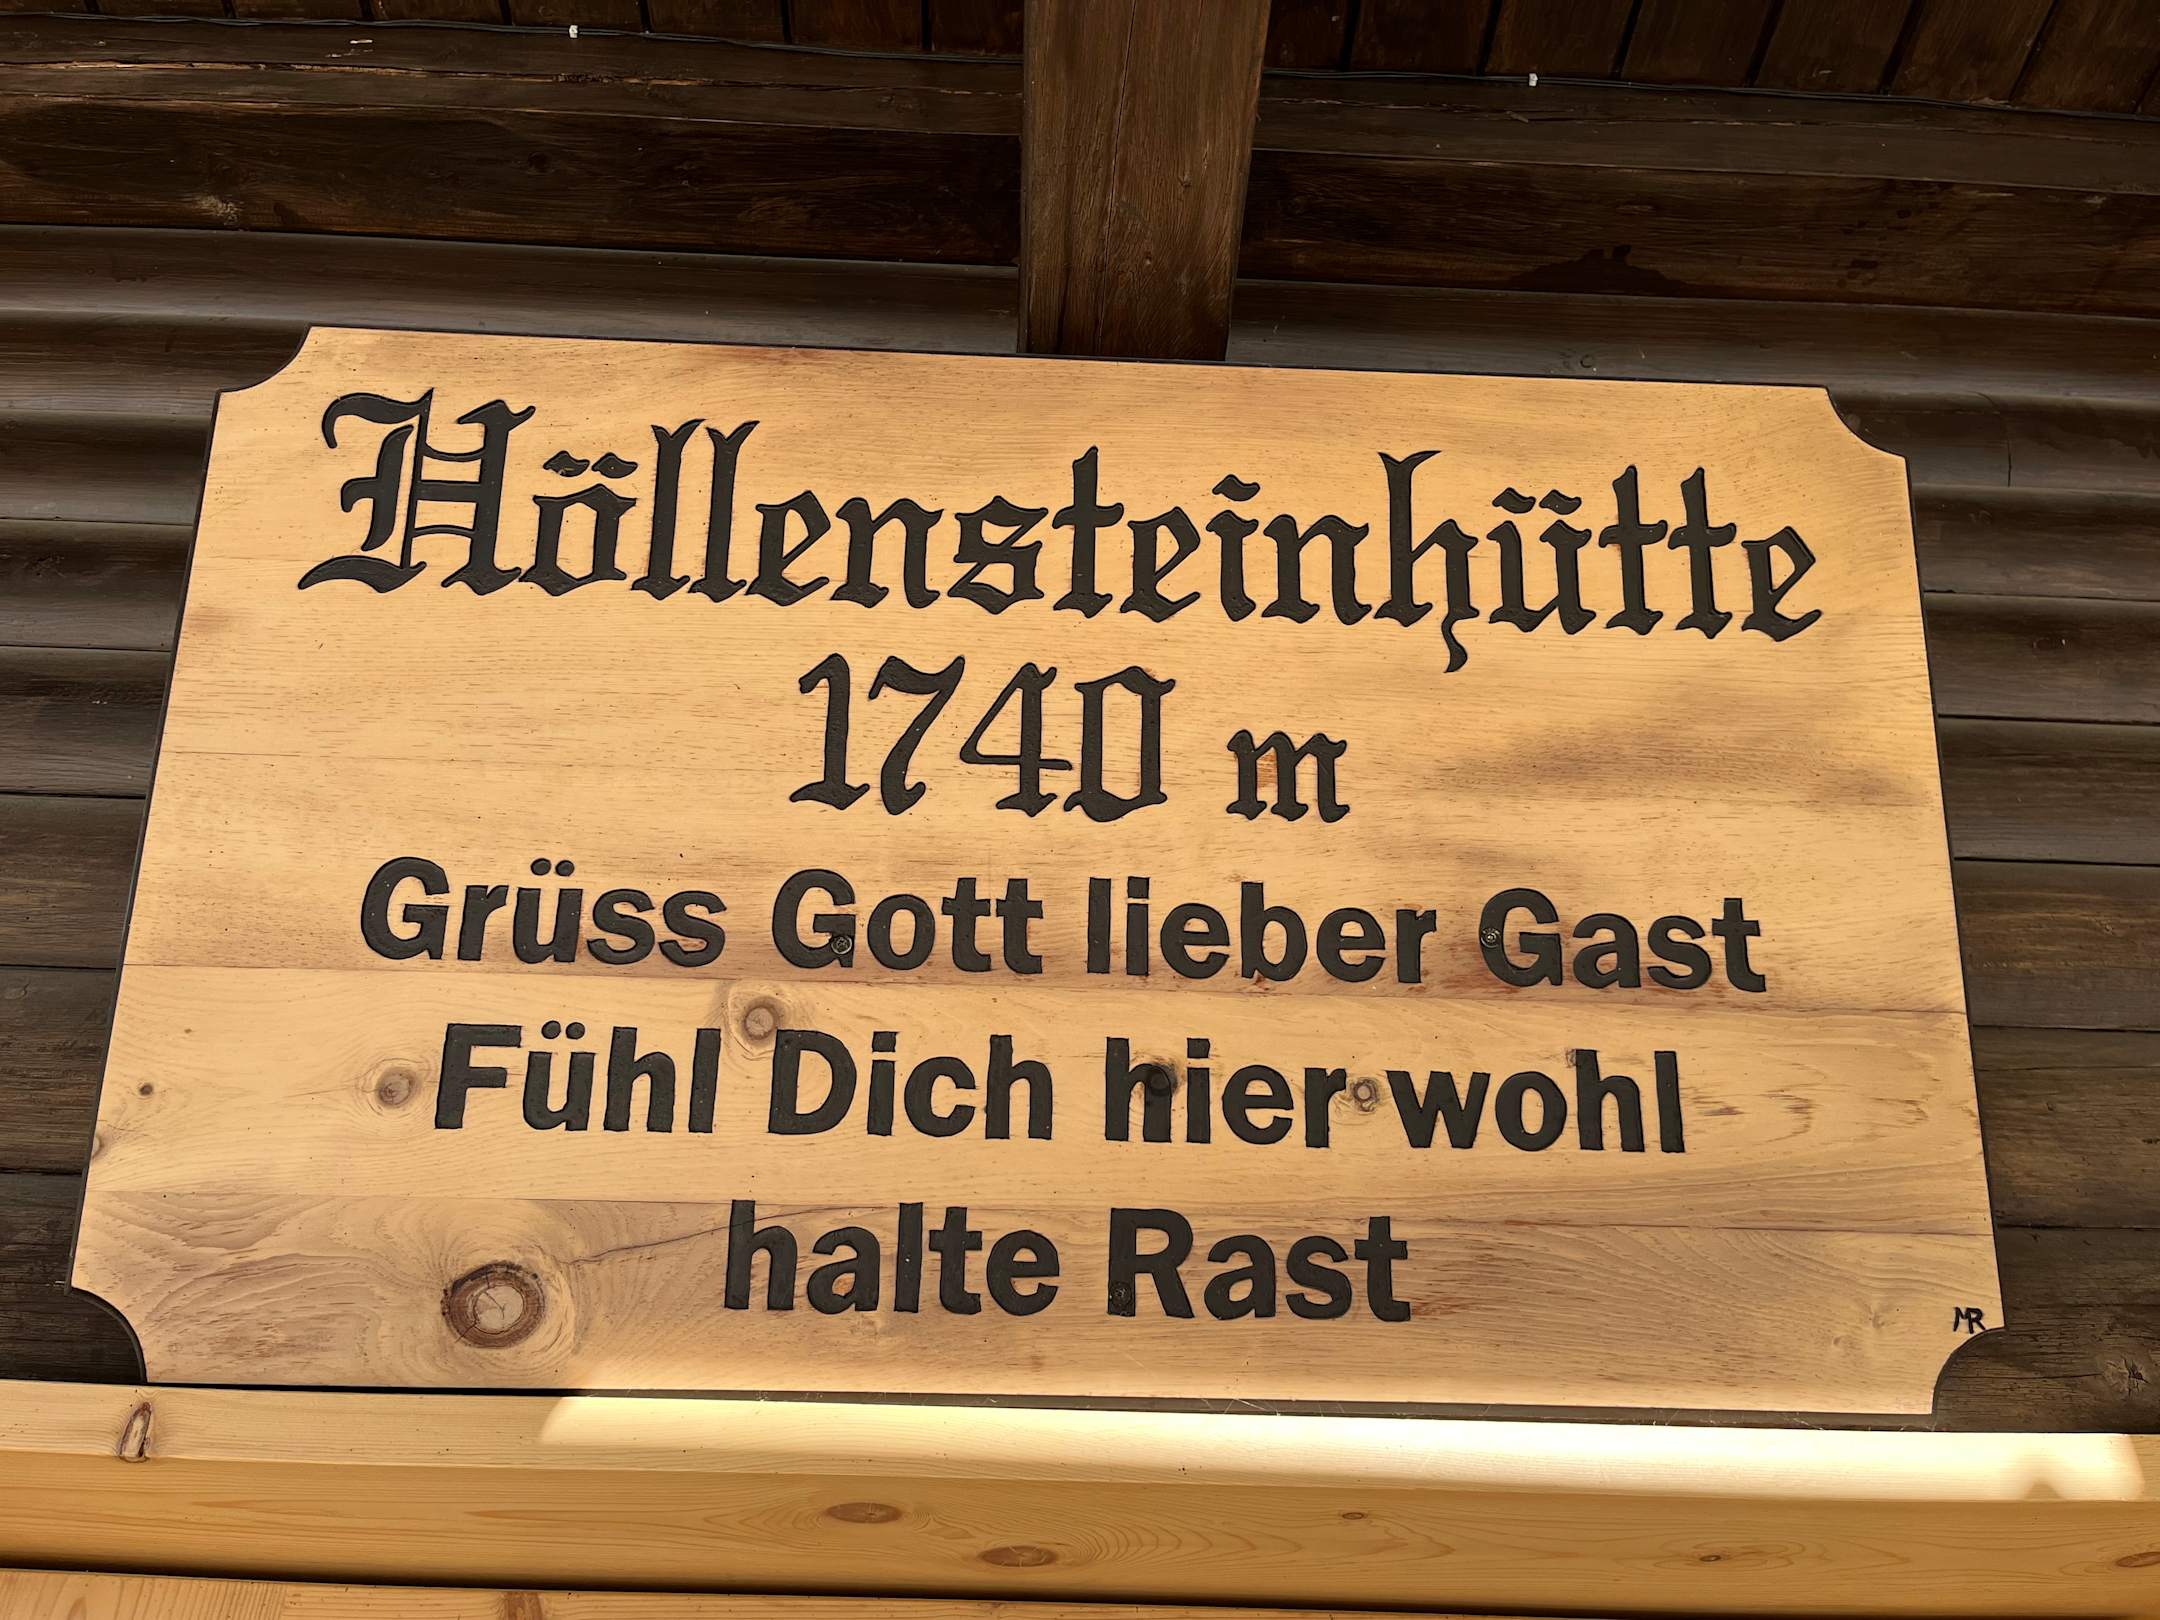 Höllensteinhütte
1740 m
Grüss Gott lieber Gast
Fühl Dich hier wohl
halte Rast
MR